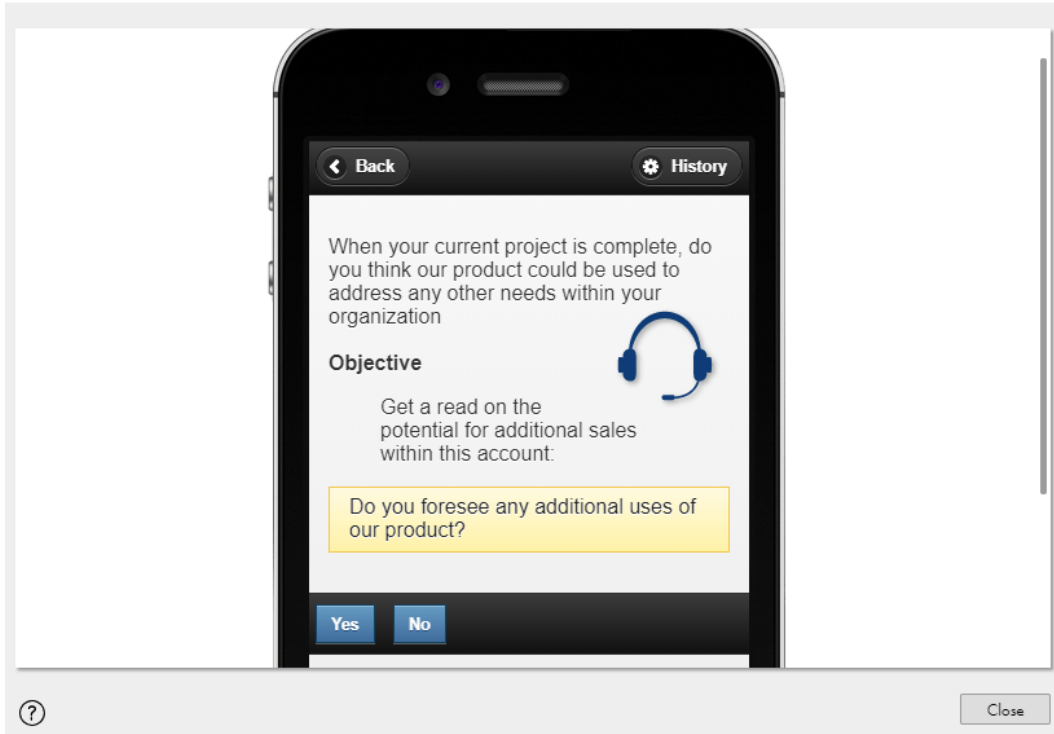 Back
History
When your current project is complete, do
you think our product could be used to
address any other needs within your
organization
Objective
Get a read on the
potential for additional sales
within this account:
Do you foresee any additional uses of
our product?
Yes
No
?
Close